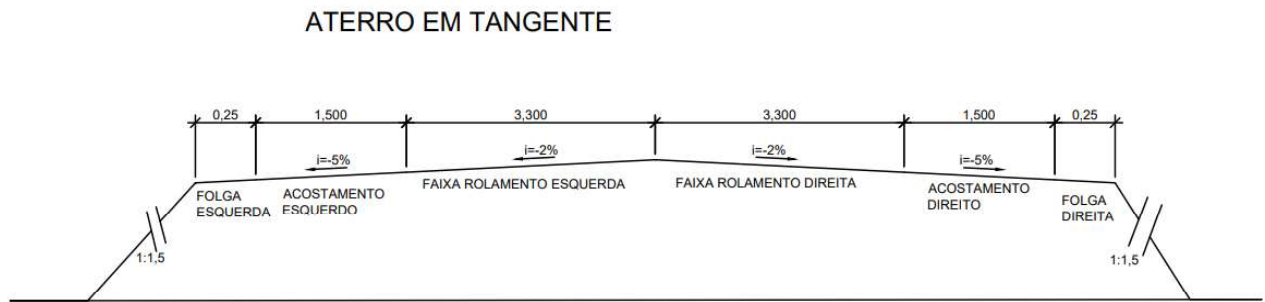 ATERRO EM TANGENTE
0,25
1,500
3,300
3,300
1,500
0,25
i=-5%
i=-2%
i=-2%
i=-5%
FOLGA
ESQUERDA
ACOSTAMENTO
ESQUERDO
FAIXA ROLAMENTO ESQUERDA
FAIXA ROLAMENTO DIREITA
ACOSTAMENTO
DIREITO
FOLGA
DIREITA
1:1,5
1:1,5